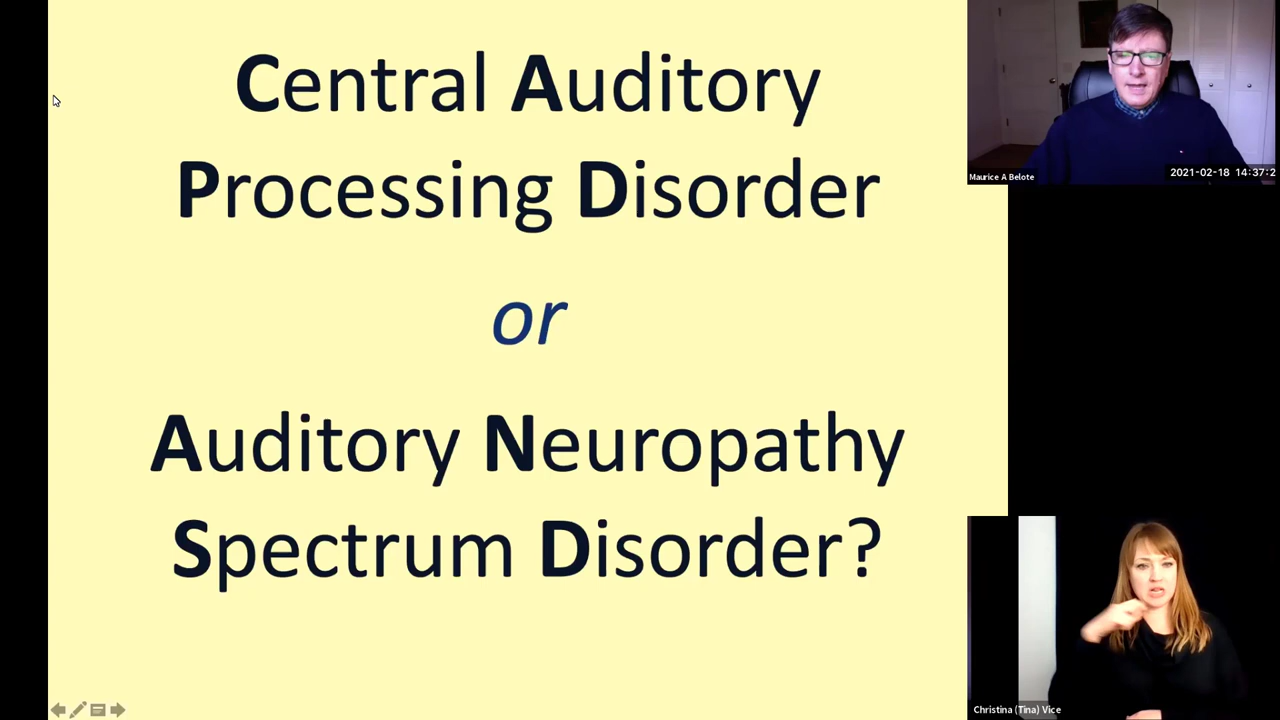 Central Auditory
Processing Disorder
or
Auditory Neuropathy
Spectrum Disorder?
Maurice A Belote
2021-02-18 14:37:2
Christina (Tina) Vice